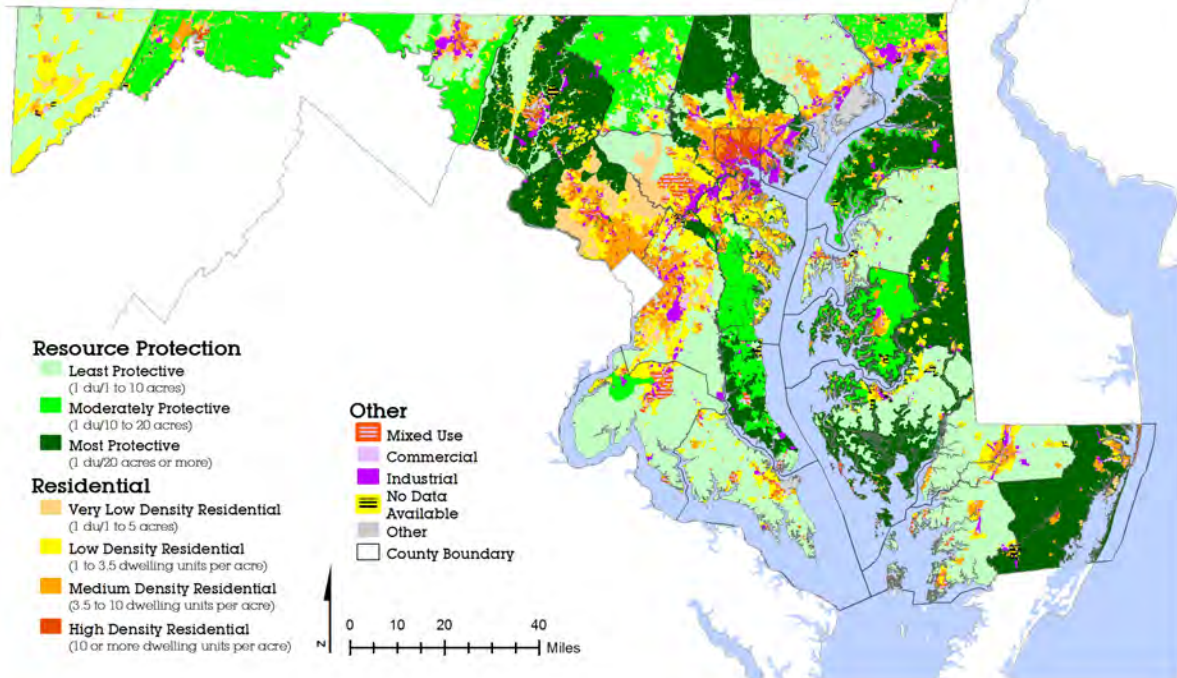 Resource Protection
Least Protective
(1 du/1 to 10 acres)
Moderately Protective
(1 du/10 to 20 acres)
Most Protective
(1 du/20 acres or more)
Residential
Very Low Density Residential
(1 du/1 to 5 acres)
Low Density Residential
(1 to 3.5 dwelling units per acre)
Medium Density Residential
(3.5 to 10 dwelling units per acre)
High Density Residential
(10 or more dwelling units per acre)
Other
Mixed Use
Commercial
Industrial
No Data
Available
Other
County Boundary
N
0 10 20 40
Miles